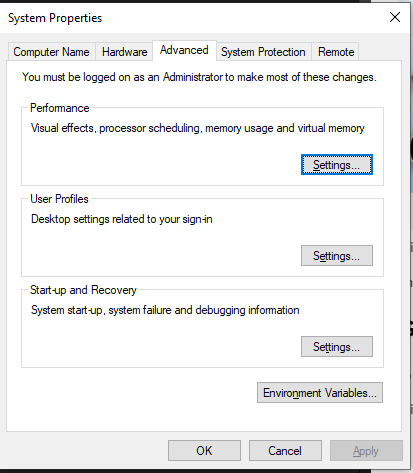 System Properties
Computer Name Hardware Advanced System Protection Remote
You must be logged on as an Administrator to make most of these changes.
Performance
Visual effects, processor scheduling, memory usage and virtual memory
Settings...
User Profiles
Desktop settings related to your sign-in
Settings...
Start-up and Recovery
System start-up, system failure and debugging information
Settings...
Environment Variables...
OK Cancel Apply